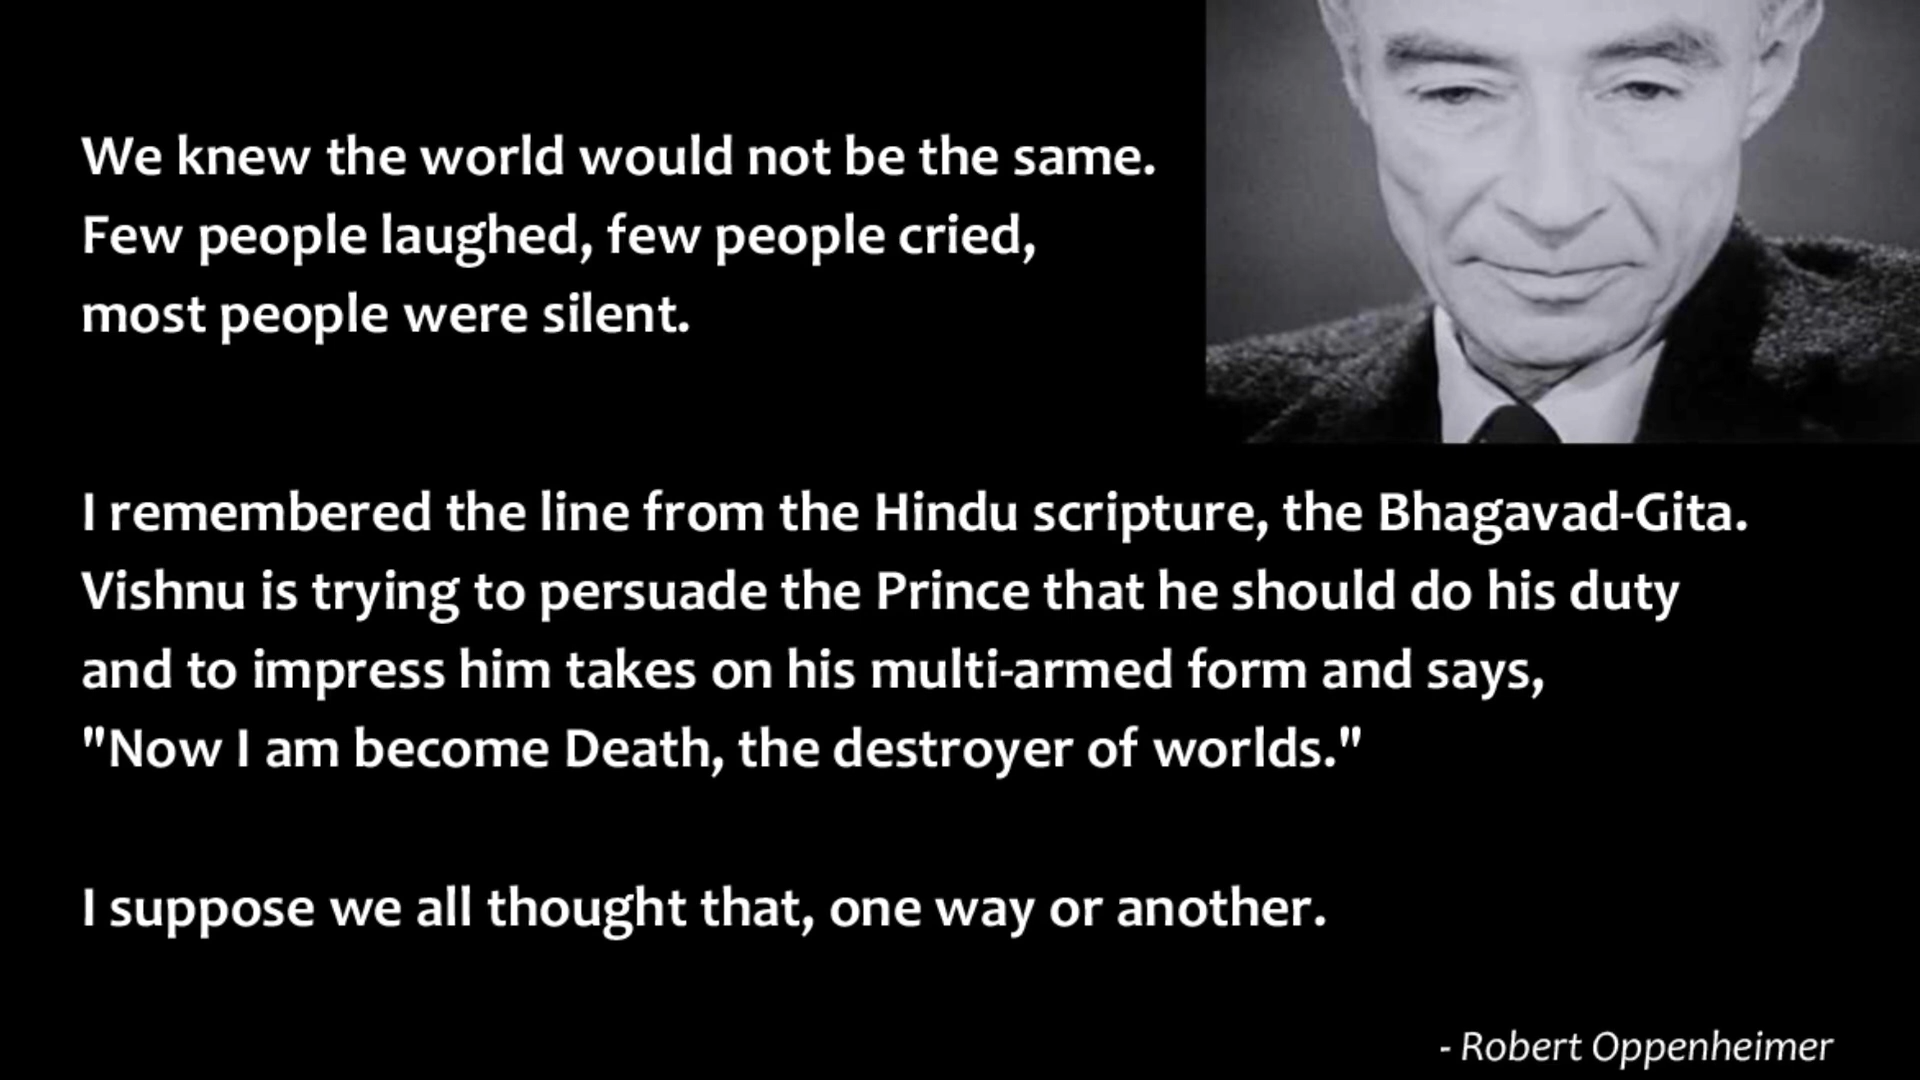 We knew the world would not be the same.
Few people laughed, few people cried,
most people were silent.
I remembered the line from the Hindu scripture, the Bhagavad-Gita.
Vishnu is trying to persuade the Prince that he should do his duty
and to impress him takes on his multi-armed form and says,
"Now I am become Death, the destroyer of worlds."
I suppose we all thought that, one way or another.
- Robert Oppenheimer